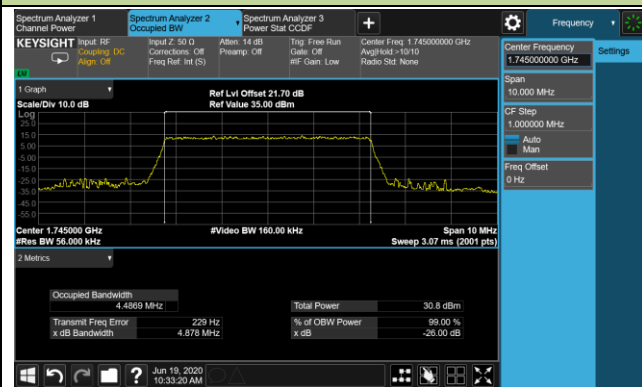 Spectrum Analyzer 1
Channel Power
Spectrum Analyzer 2
Occupied BW
Spectrum Analyzer 3
Power Stat CCDF
+
Frequency
KEYSIGHT
Input: RF
Coupling: DC
Align: Off
Input Z: 50 Ω
Corrections: Off
Freq Ref: Int (S)
Atten: 14 dB
Preamp: Off
Trig: Free Run
Gate: Off
#IF Gain: Low
Center Freq: 1.745000000 GHz
Avg|Hold:>10/10
Radio Std: None
Center Frequency
1.745000000 GHz
Settings
Span
10.000 MHz
CF Step
1.000000 MHz
Auto
Man
Freq Offset
0 Hz
1 Graph
Scale/Div 10.0 dB
Ref Lvl Offset 21.70 dB
Ref Value 35.00 dBm
Log
25.0
15.0
5.00
-5.00
-15.0
-25.0
-35.0
-45.0
-55.0
Center 1.745000 GHz
#Res BW 56.000 kHz
#Video BW 160.00 kHz
Span 10 MHz
Sweep 3.07 ms (2001 pts)
2 Metrics
Occupied Bandwidth
4.4869 MHz
Total Power 30.8 dBm
Transmit Freq Error 229 Hz
% of OBW Power 99.00 %
x dB Bandwidth 4.878 MHz
x dB -26.00 dB
?
Jun 19, 2020
10:33:20 AM